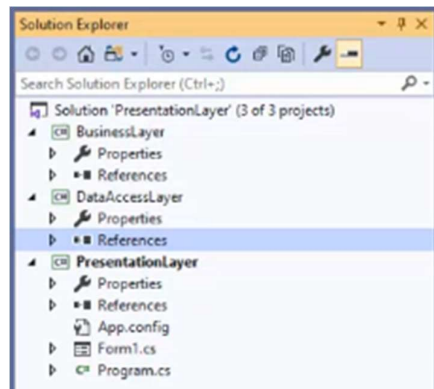 Solution Explorer
Search Solution Explorer (Ctrl+;)
Solution 'PresentationLayer' (3 of 3 projects)
C# BusinessLayer
Properties
References
C# DataAccessLayer
Properties
References
C# PresentationLayer
Properties
References
App.config
Form1.cs
C# Program.cs